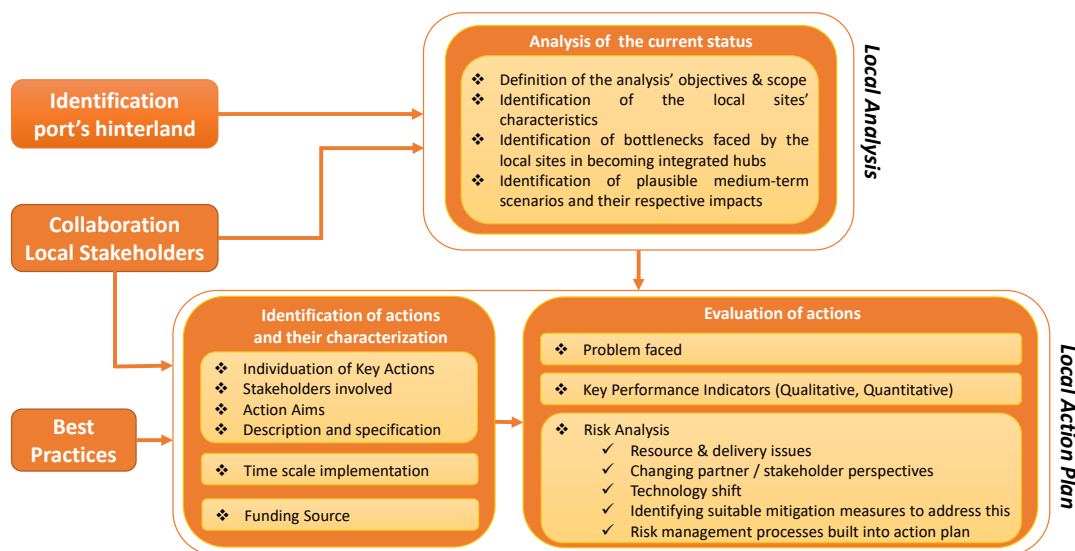 Identification
port's hinterland
Collaboration
Local Stakeholders
Best
Practices
Analysis of the current status
❖ Definition of the analysis' objectives & scope
❖ Identification of the local sites'
characteristics
❖ Identification of bottlenecks faced by the
local sites in becoming integrated hubs
❖ Identification of plausible medium-term
scenarios and their respective impacts
Local Analysis
Identification of actions
and their characterization
❖ Individuation of Key Actions
❖ Stakeholders involved
❖ Action Aims
❖ Description and specification
❖ Time scale implementation
❖ Funding Source
Evaluation of actions
❖ Problem faced
❖ Key Performance Indicators (Qualitative, Quantitative)
❖ Risk Analysis
✓ Resource & delivery issues
✓ Changing partner / stakeholder perspectives
✓ Technology shift
✓ Identifying suitable mitigation measures to address this
✓ Risk management processes built into action plan
Local Action Plan